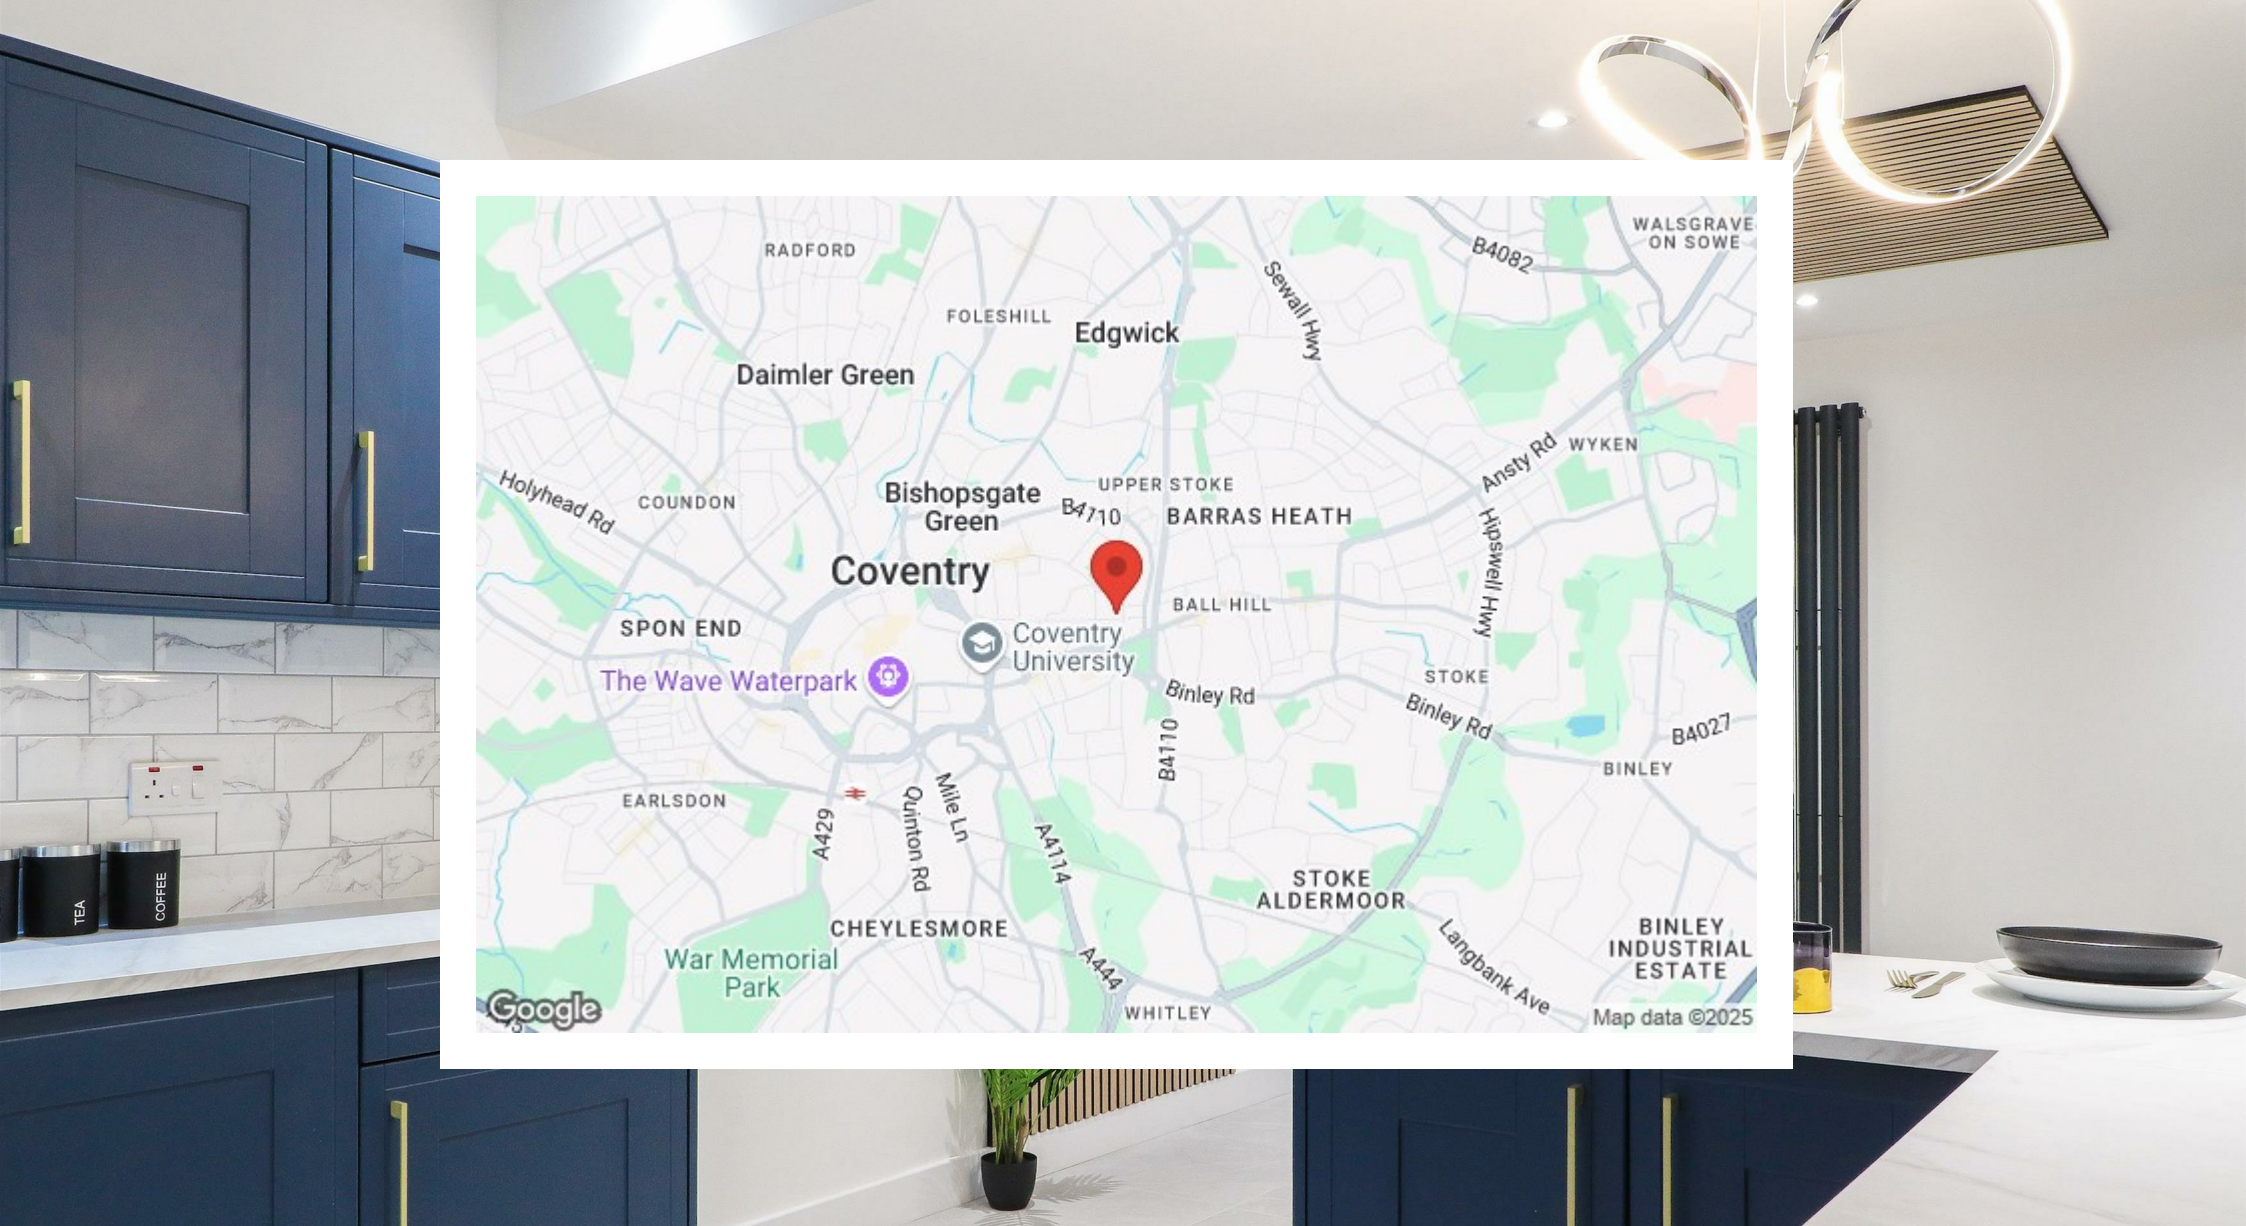 WALSGRAVE
ON SOWE
RADFORD
B4082
Sewall Hwy
FOLESHILL
Edgwick
Daimler Green
Ansty Rd
WYKEN
Holyhead Rd
COUNDON
UPPER STOKE
Bishopsgate
Green
B4110
BARRAS HEATH
Hipswell Hwy
Coventry
BALL HILL
SPON END
Coventry
University
The Wave Waterpark
STOKE
Binley Rd
Binley Rd
B4027
B4110
BINLEY
EARLSDON
A429
Quinton Rd
Mile Ln
A4114
STOKE
ALDERMOOR
CHEYLESMORE
War Memorial
Park
A444
Langbank Ave
BINLEY
INDUSTRIAL
ESTATE
WHITLEY
Google
Map data ©2025
TEA
COFFEE